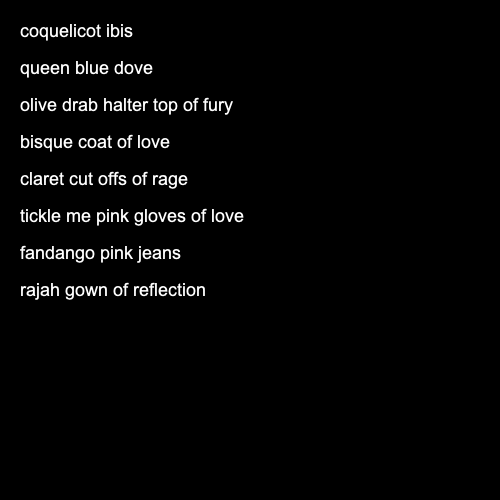 coquelicot ibis
queen blue dove
olive drab halter top of fury
bisque coat of love
claret cut offs of rage
tickle me pink gloves of love
fandango pink jeans
rajah gown of reflection